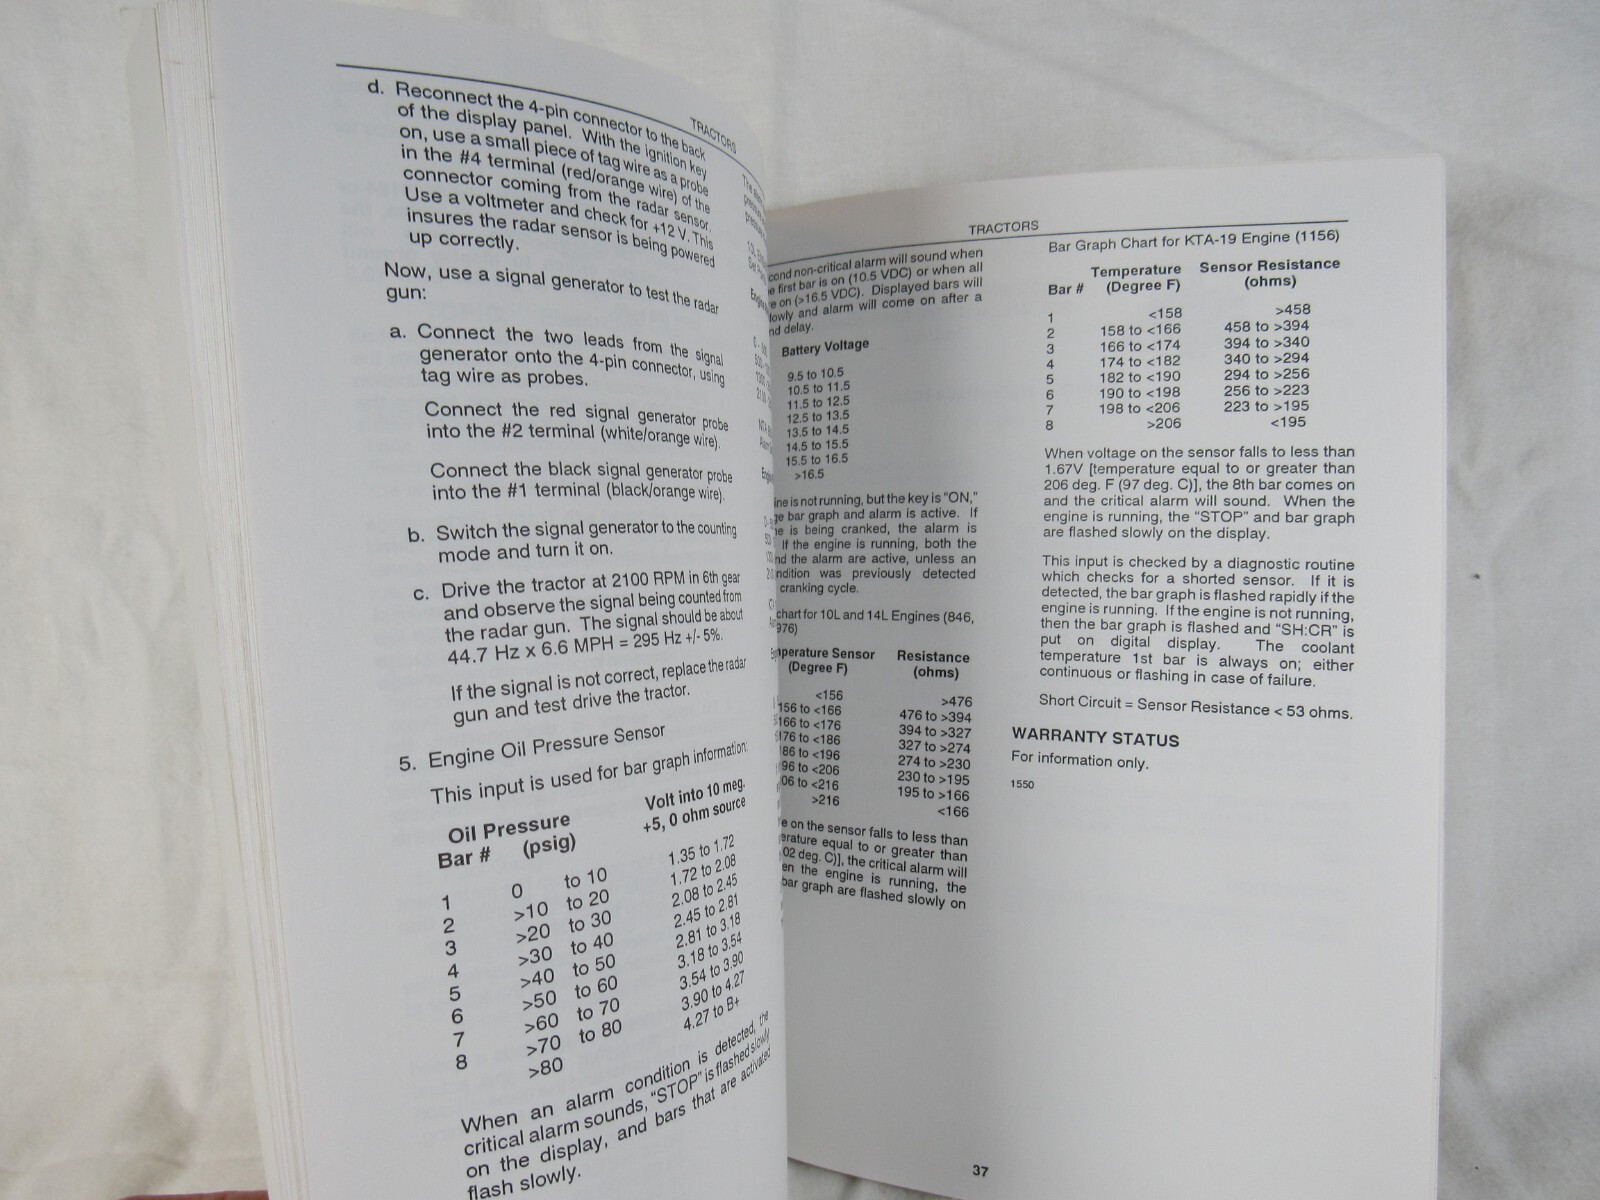 TRACTORS
d. Reconnect the 4-pin connector to the back
of the display panel. With the ignition key
on, use a small piece of tag wire as a probe
in the #4 terminal (red/orange wire) of the
connector coming from the radar sensor.
Use a voltmeter and check for +12 V. This
insures the radar sensor is being powered
up correctly.
Now, use a signal generator to test the radar
gun:
a. Connect the two leads from the signal
generator onto the 4-pin connector, using
tag wire as probes.
Connect the red signal generator probe
into the #2 terminal (white/orange wire).
Connect the black signal generator probe
into the #1 terminal (black/orange wire).
b. Switch the signal generator to the counting
mode and turn it on.
c. Drive the tractor at 2100 RPM in 6th gear
and observe the signal being counted from
the radar gun. The signal should be about
44.7 Hz x 6.6 MPH = 295 Hz +/- 5%.
If the signal is not correct, replace the radar
gun and test drive the tractor.
5. Engine Oil Pressure Sensor
This input is used for bar graph information:
Volt into 10 meg.
Oil Pressure +5, 0 ohm source
Bar # (psig)
1 0 to 10 1.35 to 1.72
2 >10 to 20 1.72 to 2.08
3 >20 to 30 2.08 to 2.45
4 >30 to 40 2.45 to 2.81
5 >40 to 50 2.81 to 3.18
6 >50 to 60 3.18 to 3.54
7 >60 to 70 3.54 to 3.90
8 >70 to 80 3.90 to 4.27
>80 4.27 to B+
When an alarm condition is detected, the
critical alarm sounds, "STOP" is flashed slowly
on the display, and bars that are activated
flash slowly.
TRACTORS
non-critical alarm will sound when
first bar is on (10.5 VDC) or when all
on (>16.5 VDC). Displayed bars will
and alarm will come on after a
delay.
Battery Voltage
9.5 to 10.5
10.5 to 11.5
11.5 to 12.5
12.5 to 13.5
13.5 to 14.5
14.5 to 15.5
15.5 to 16.5
>16.5
is not running, but the key is "ON,"
bar graph and alarm is active. If
is being cranked, the alarm is
If the engine is running, both the
the alarm are active, unless an
was previously detected
cranking cycle.
chart for 10L and 14L Engines (846,
976)
Sensor Resistance
(Degree F) (ohms)
<156 >476
156 to <166 476 to >394
166 to <176 394 to >327
176 to <186 327 to >274
to <196 274 to >230
to <206 230 to >195
to <216 195 to >166
>216 <166
on the sensor falls to less than
equal to or greater than
deg. C)], the critical alarm will
the engine is running, the
bar graph are flashed slowly on
Bar Graph Chart for KTA-19 Engine (1156)
Temperature Sensor Resistance
Bar # (Degree F) (ohms)
1 <158 >458
2 158 to <166 458 to >394
3 166 to <174 394 to >340
4 174 to <182 340 to >294
5 182 to <190 294 to >256
6 190 to <198 256 to >223
7 198 to <206 223 to >195
8 >206 <195
When voltage on the sensor falls to less than
1.67V [temperature equal to or greater than
206 deg. F (97 deg. C)], the 8th bar comes on
and the critical alarm will sound. When the
engine is running, the "STOP" and bar graph
are flashed slowly on the display.
This input is checked by a diagnostic routine
which checks for a shorted sensor. If it is
detected, the bar graph is flashed rapidly if the
engine is running. If the engine is not running,
then the bar graph is flashed and "SH:CR" is
put on digital display. The coolant
temperature 1st bar is always on; either
continuous or flashing in case of failure.
Short Circuit = Sensor Resistance < 53 ohms.
WARRANTY STATUS
For information only.
1550
37